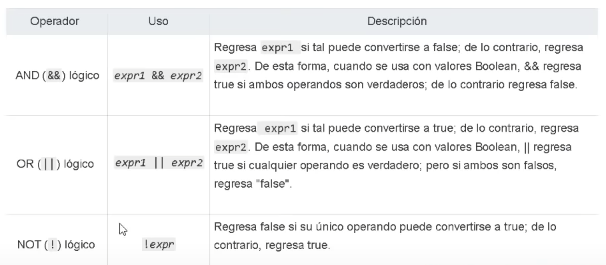 Operador Uso Descripción
Regresa expr1 si tal puede convertirse a false; de lo contrario, regresa
expr2. De esta forma, cuando se usa con valores Boolean, && regresa
AND (&&) lógico expr1 && expr2
true si ambos operandos son verdaderos; de lo contrario regresa false.
Regresa expr1 si tal puede convertirse a true; de lo contrario, regresa
expr2. De esta forma, cuando se usa con valores Boolean, || regresa
OR (||) lógico expr1 || expr2
true si cualquier operando es verdadero; pero si ambos son falsos,
regresa "false".
Regresa false si su único operando puede convertirse a true; de lo
NOT (!) lógico !expr
contrario, regresa true.